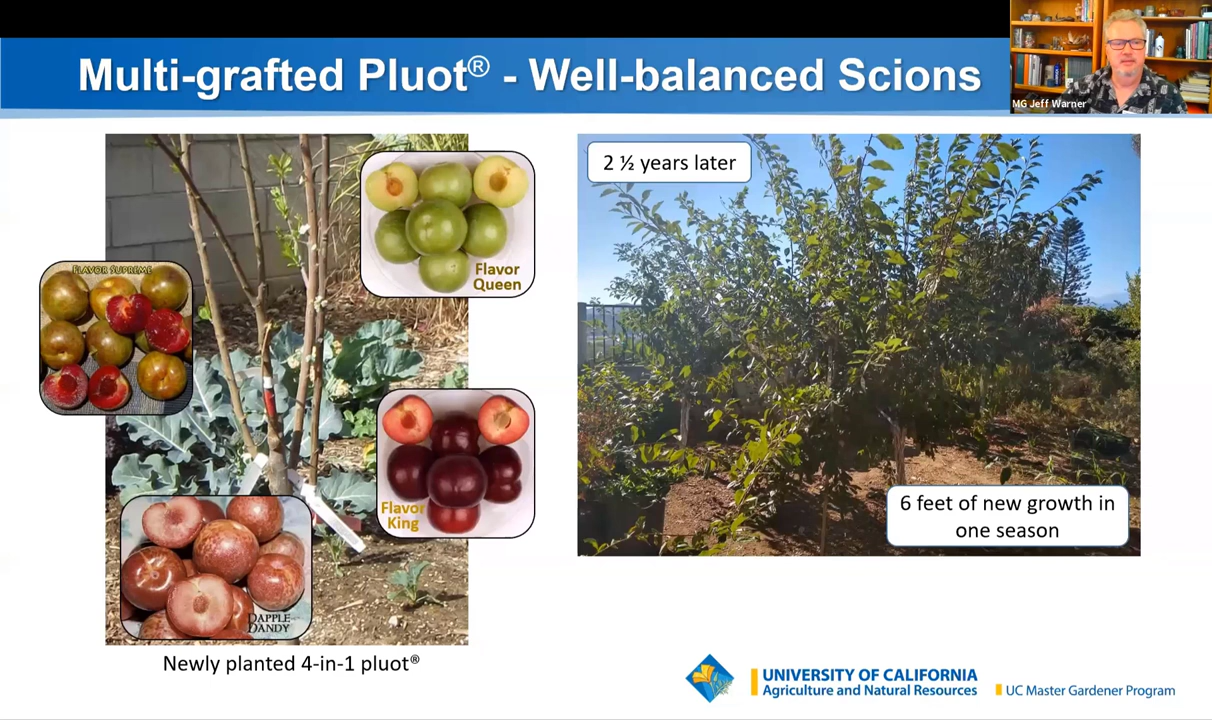 Multi-grafted Pluot® - Well-balanced Scions
MG Jeff Warner
2 ½ years later
Flavor
Queen
FLAVOR SUPREME
Flavor
King
6 feet of new growth in
one season
DAPPLE
DANDY
Newly planted 4-in-1 pluot®
UNIVERSITY OF CALIFORNIA
Agriculture and Natural Resources
UC Master Gardener Program